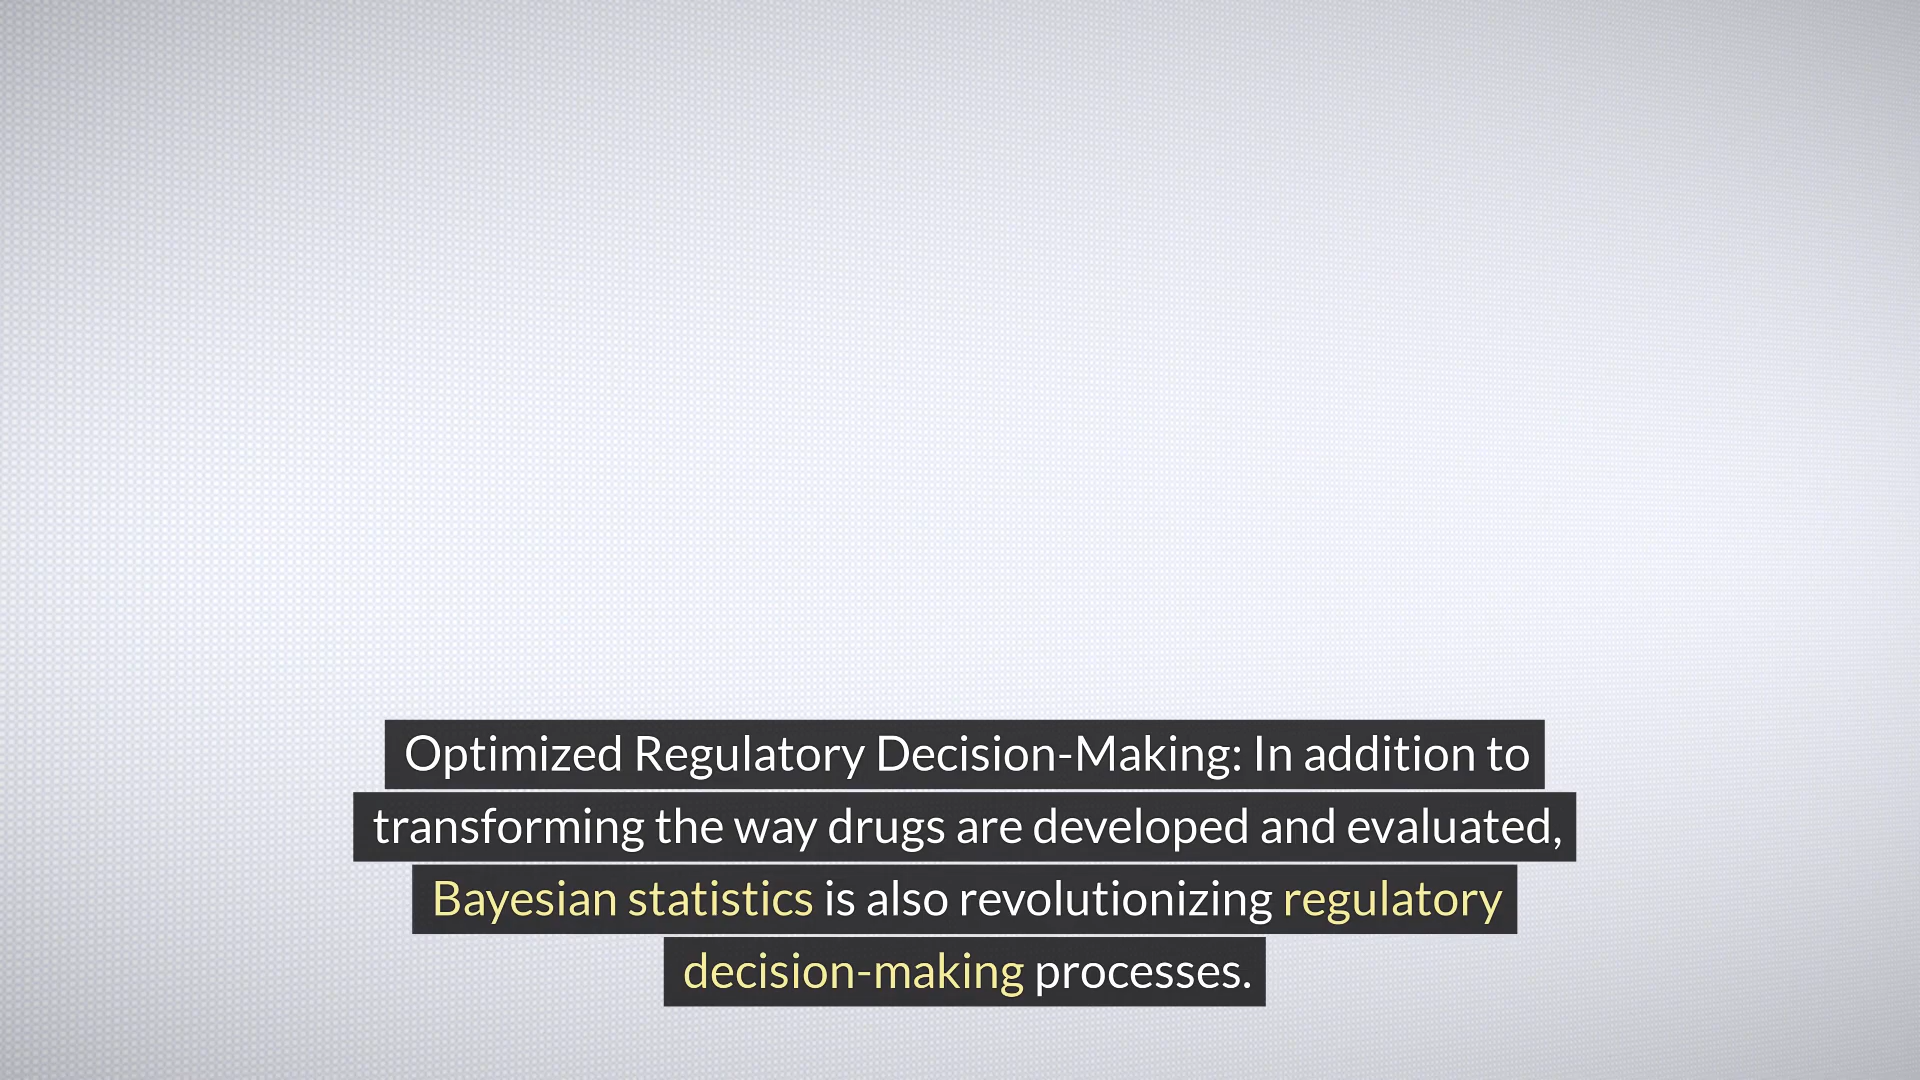 Optimized Regulatory Decision-Making: In addition to
transforming the way drugs are developed and evaluated,
Bayesian statistics is also revolutionizing regulatory
decision-making processes.